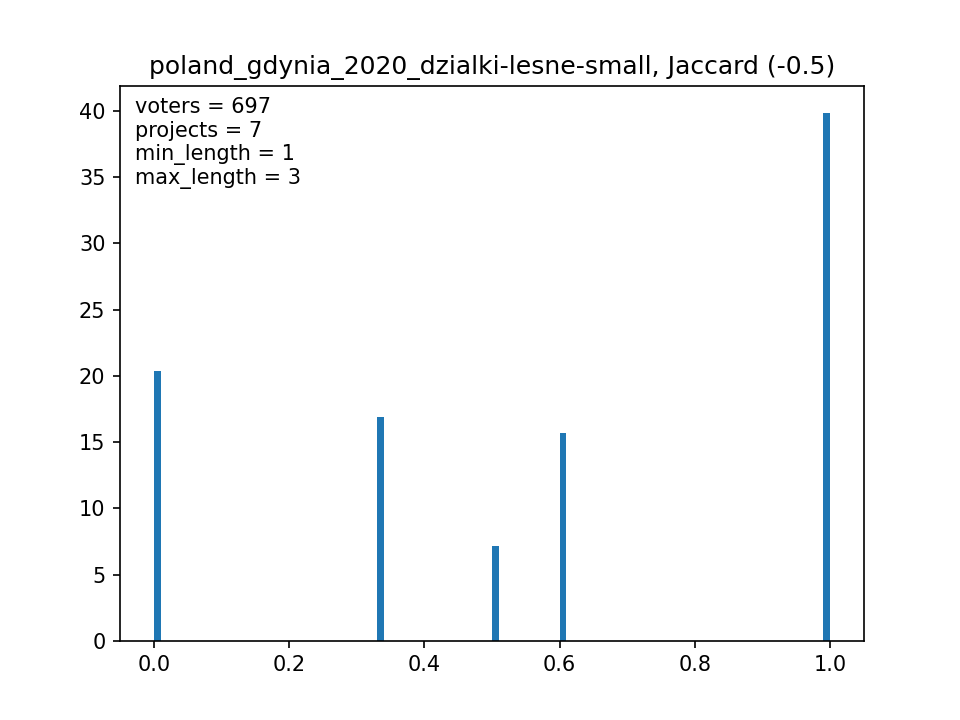 poland_gdynia_2020_dzialki-lesne-small, Jaccard (-0.5)
voters = 697
projects = 7
min_length = 1
max_length = 3
40
35
30
25
20
15
10
5
0
0.0 0.2 0.4 0.6 0.8 1.0